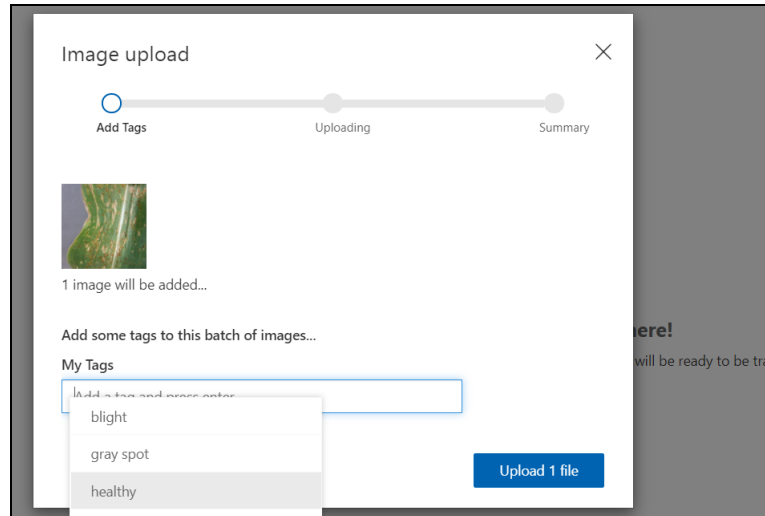 Image upload
Add Tags
Uploading
Summary
1 image will be added...
Add some tags to this batch of images...
here!
My Tags
will be ready to be tra
Add a tag and press enter
blight
gray spot
Upload 1 file
healthy